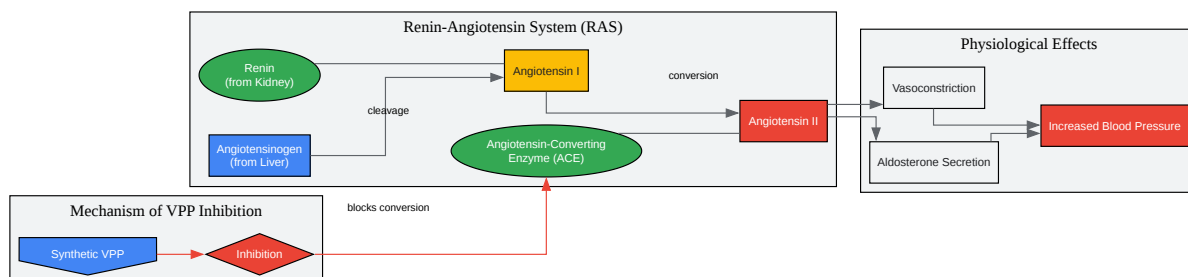 Renin-Angiotensin System (RAS)
Renin
(from Kidney)
Angiotensin I
conversion
cleavage
Angiotensin II
Angiotensinogen
(from Liver)
Angiotensin-Converting
Enzyme (ACE)
Physiological Effects
Vasoconstriction
Increased Blood Pressure
Aldosterone Secretion
Mechanism of VPP Inhibition
blocks conversion
Synthetic VPP
Inhibition